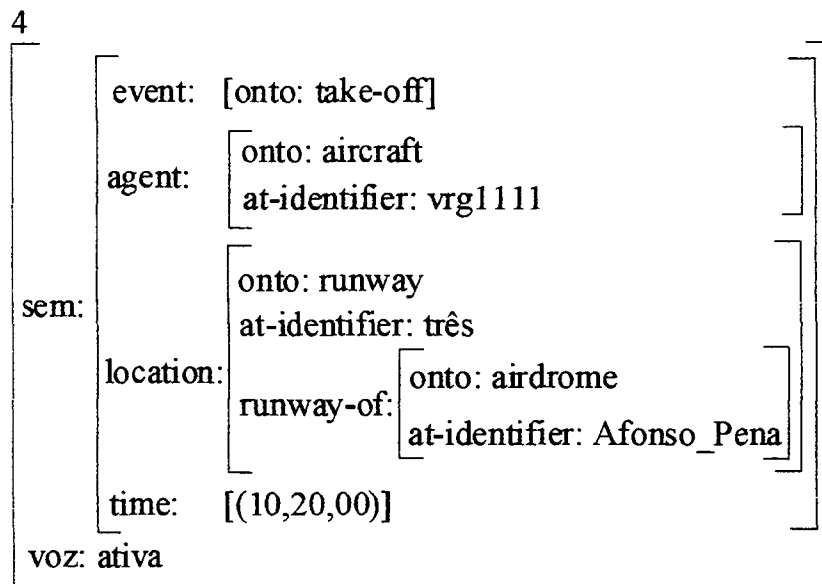 4
event: [onto: take-off]
onto: aircraft
agent:
at-identifier: vrg1111
onto: runway
sem:
at-identifier: três
location:
onto: airdrome
runway-of:
at-identifier: Afonso_Pena
time: [(10,20,00)]
voz: ativa